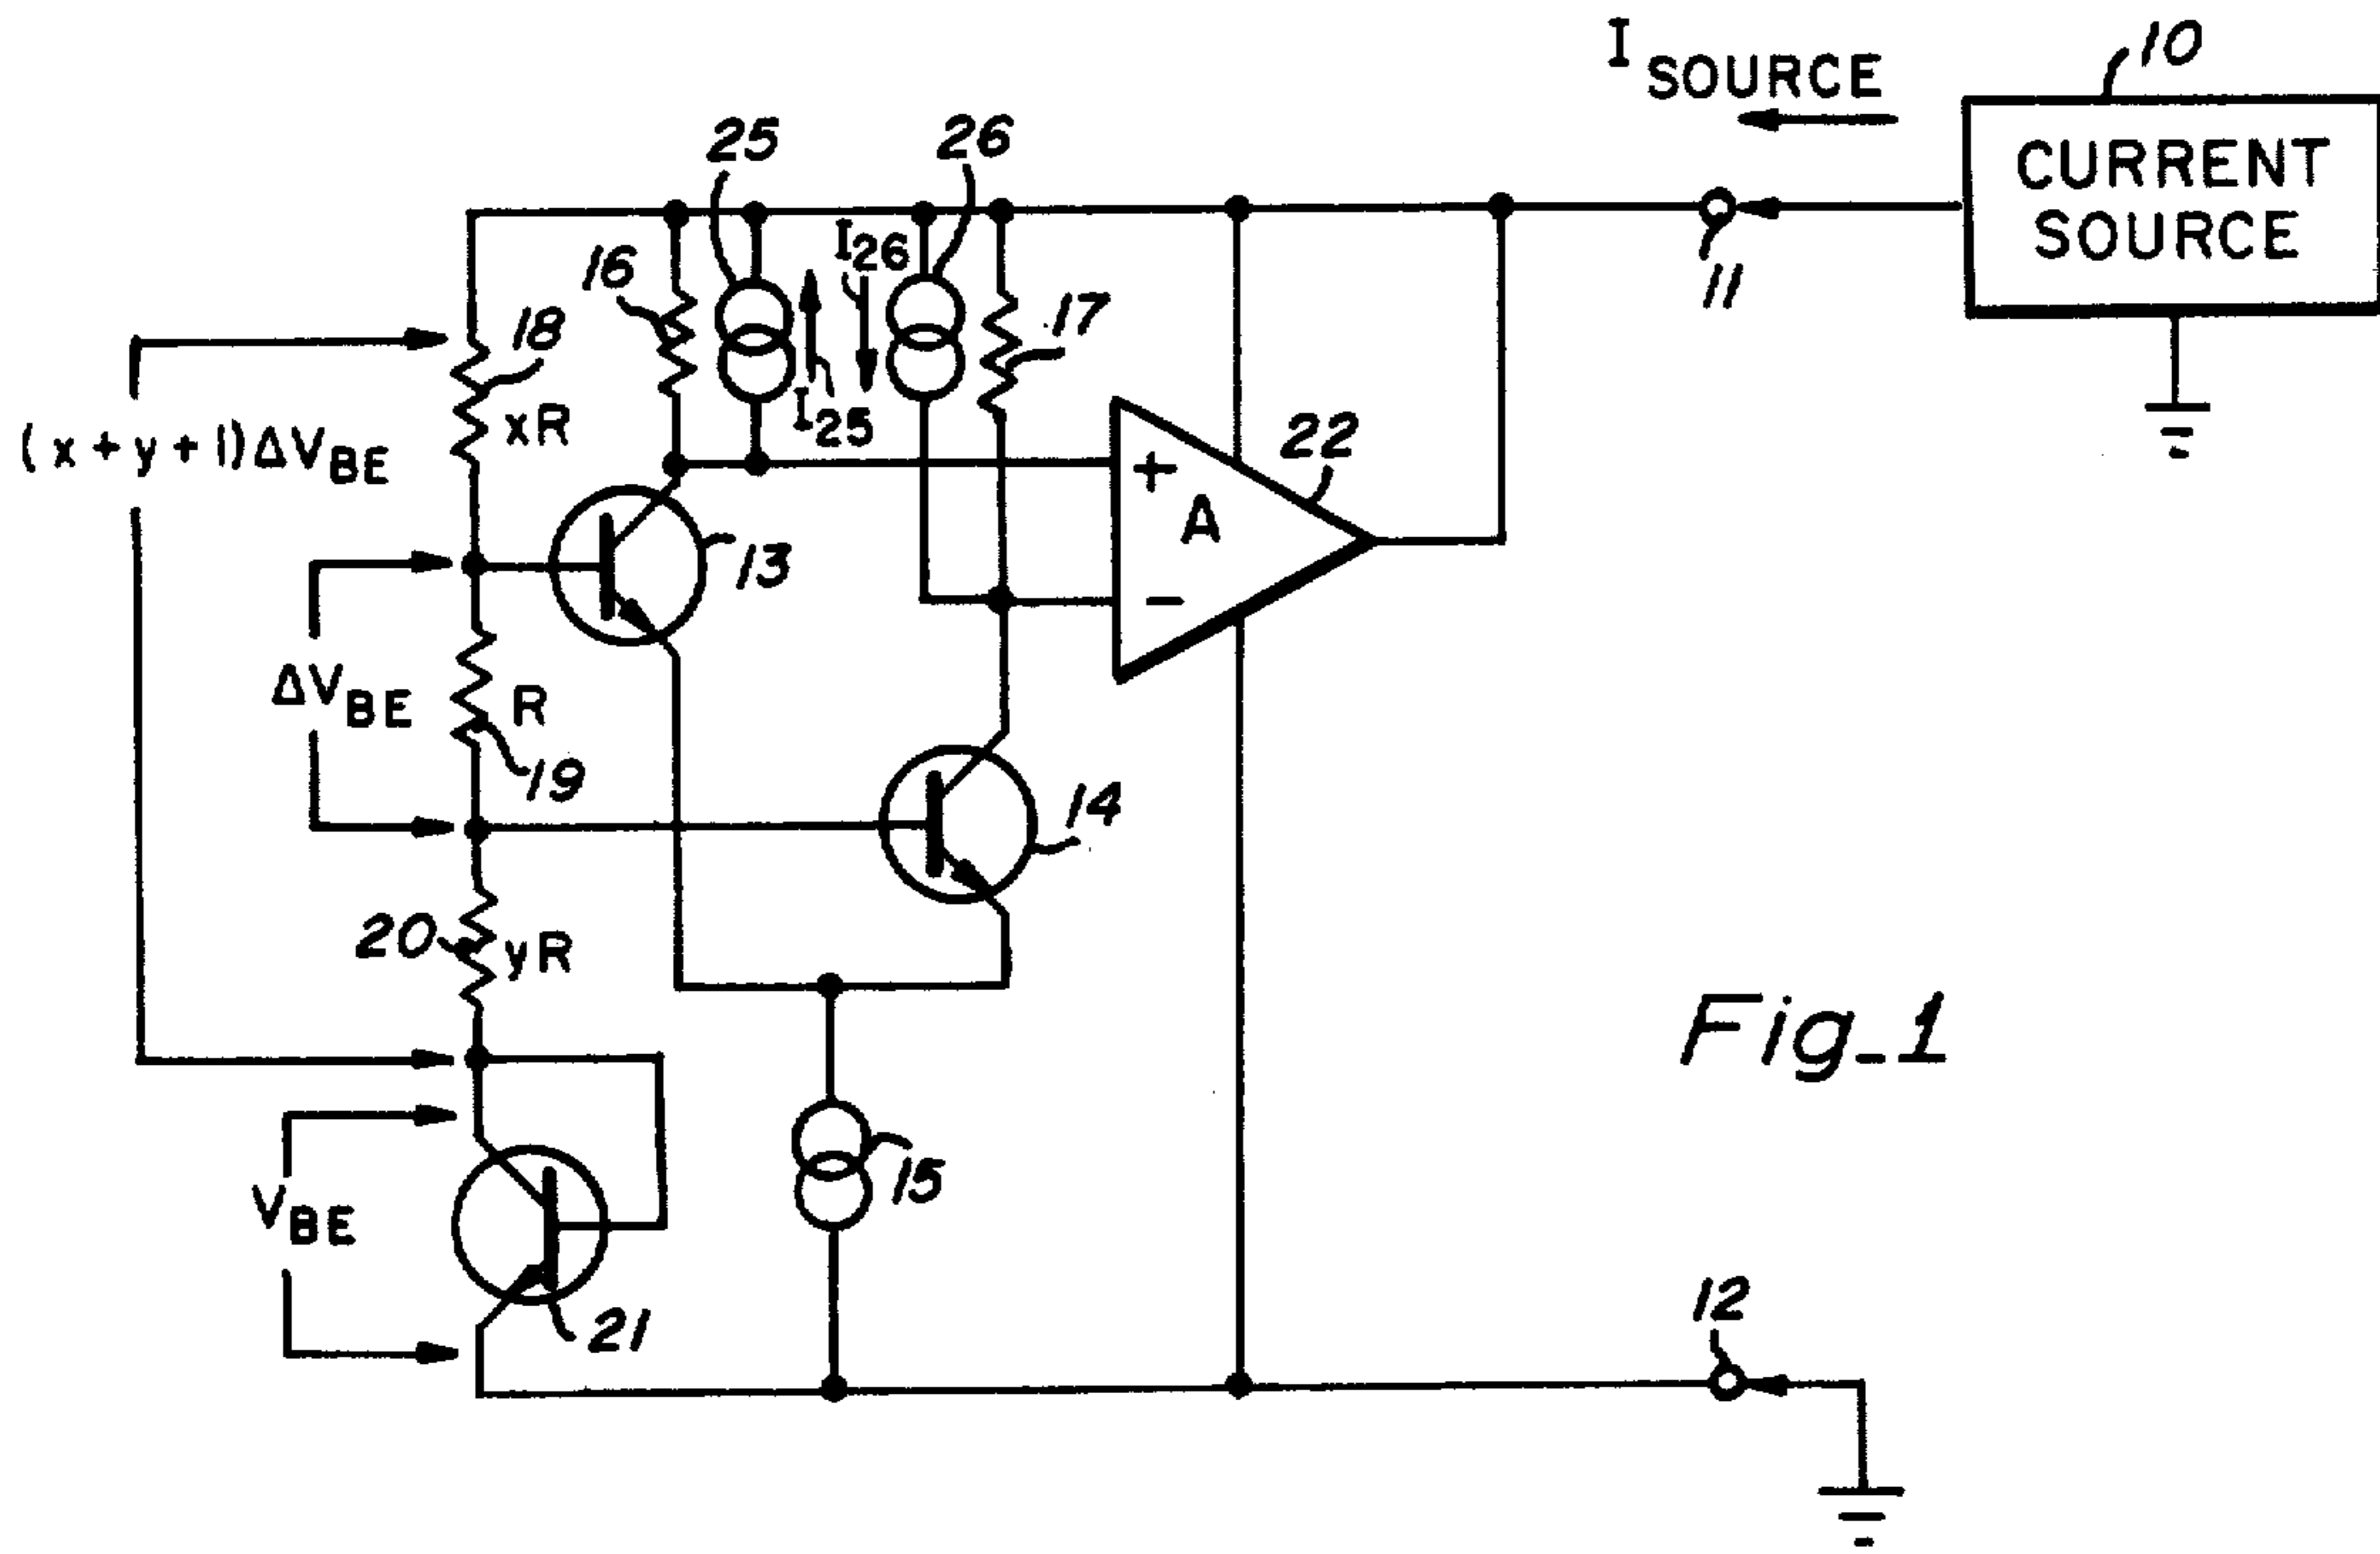 I SOURCE
10
CURRENT
SOURCE
25
26
I26
16
17
11
18
I25
xR
(x+y+1)ΔVBE
22
+
A
13
−
ΔVBE
R
19
14
20
yR
Fig_1
15
VBE
21
12